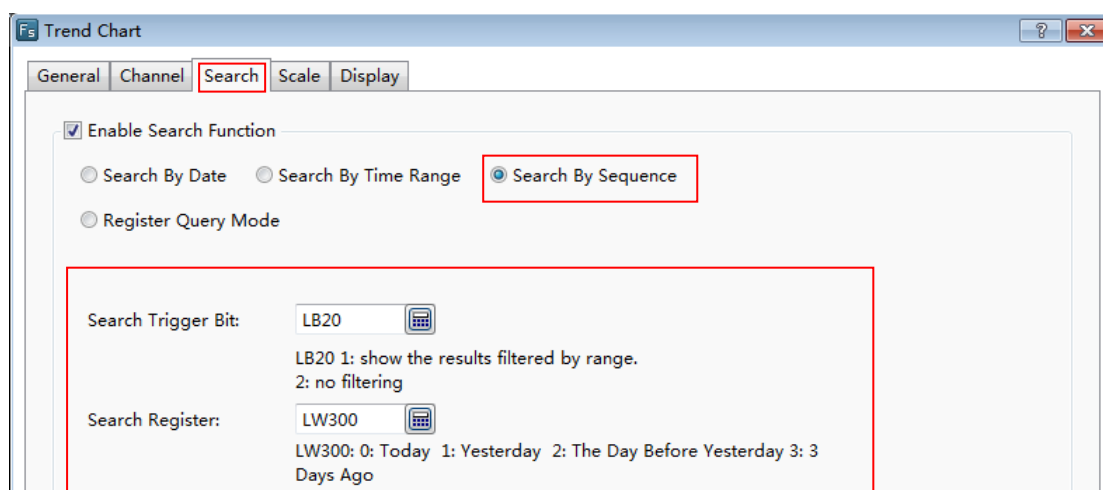 Fs Trend Chart ?
General Channel Search Scale Display
Enable Search Function
Search By Date Search By Time Range Search By Sequence
Register Query Mode
Search Trigger Bit: LB20
LB20 1: show the results filtered by range.
2: no filtering
Search Register: LW300
LW300: 0: Today 1: Yesterday 2: The Day Before Yesterday 3: 3
Days Ago